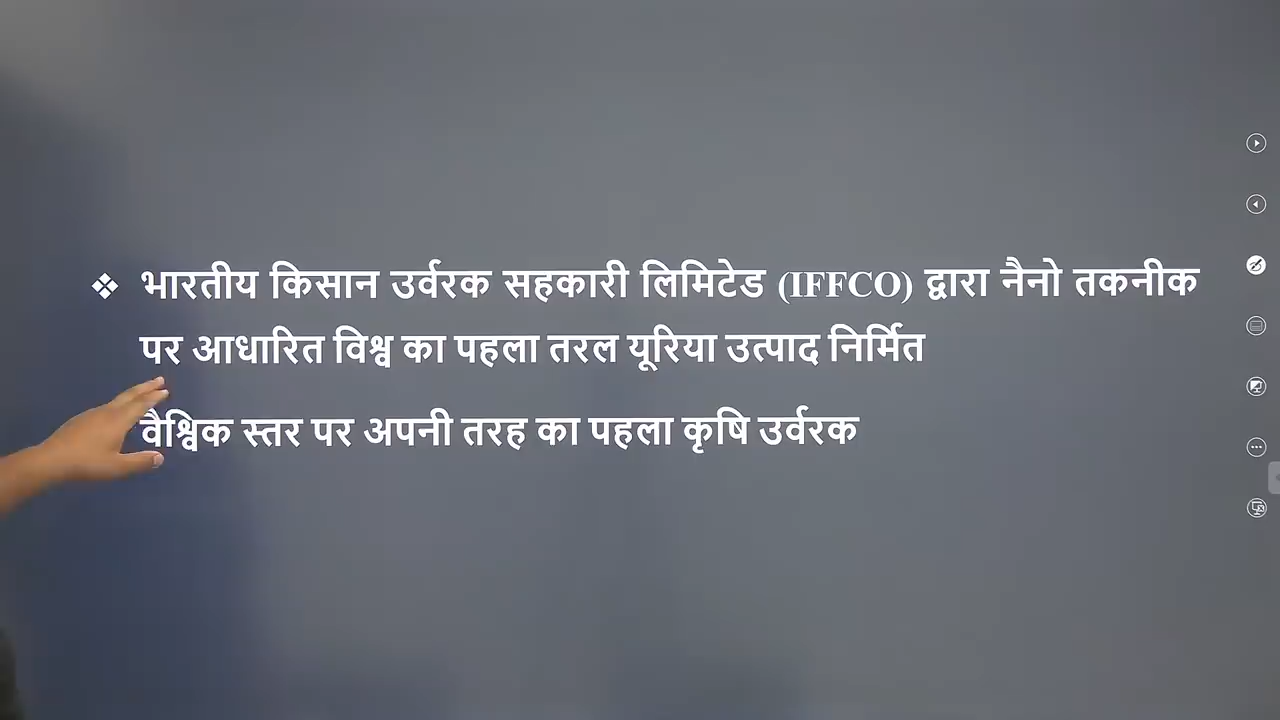 ❖ भारतीय किसान उर्वरक सहकारी लिमिटेड (IFFCO) द्वारा नैनो तकनीक
पर आधारित विश्व का पहला तरल यूरिया उत्पाद निर्मित
वैश्विक स्तर पर अपनी तरह का पहला कृषि उर्वरक